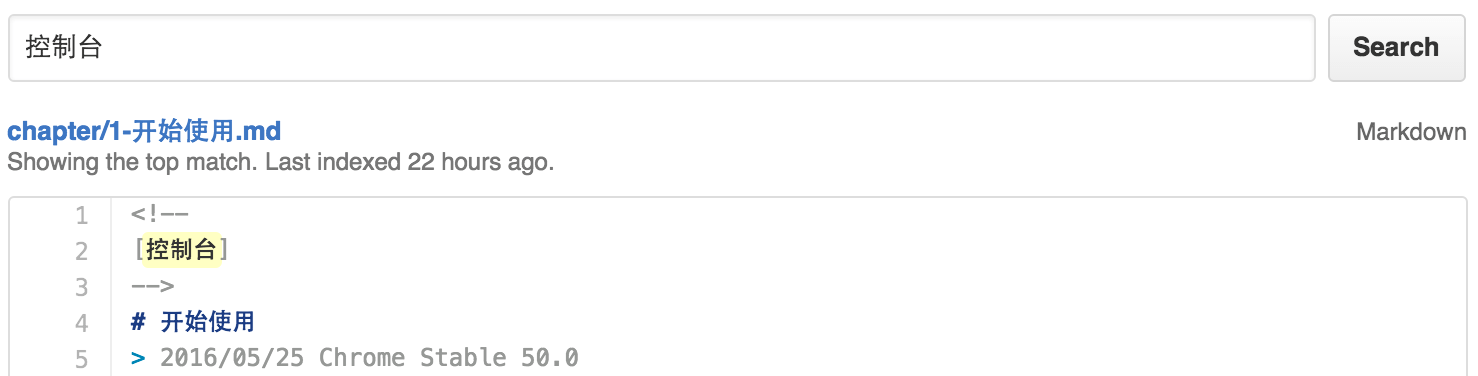 控制台 Search
chapter/1-开始使用.md Markdown
Showing the top match. Last indexed 22 hours ago.
1 <!--
2 [控制台]
3 -->
4 # 开始使用
5 > 2016/05/25 Chrome Stable 50.0